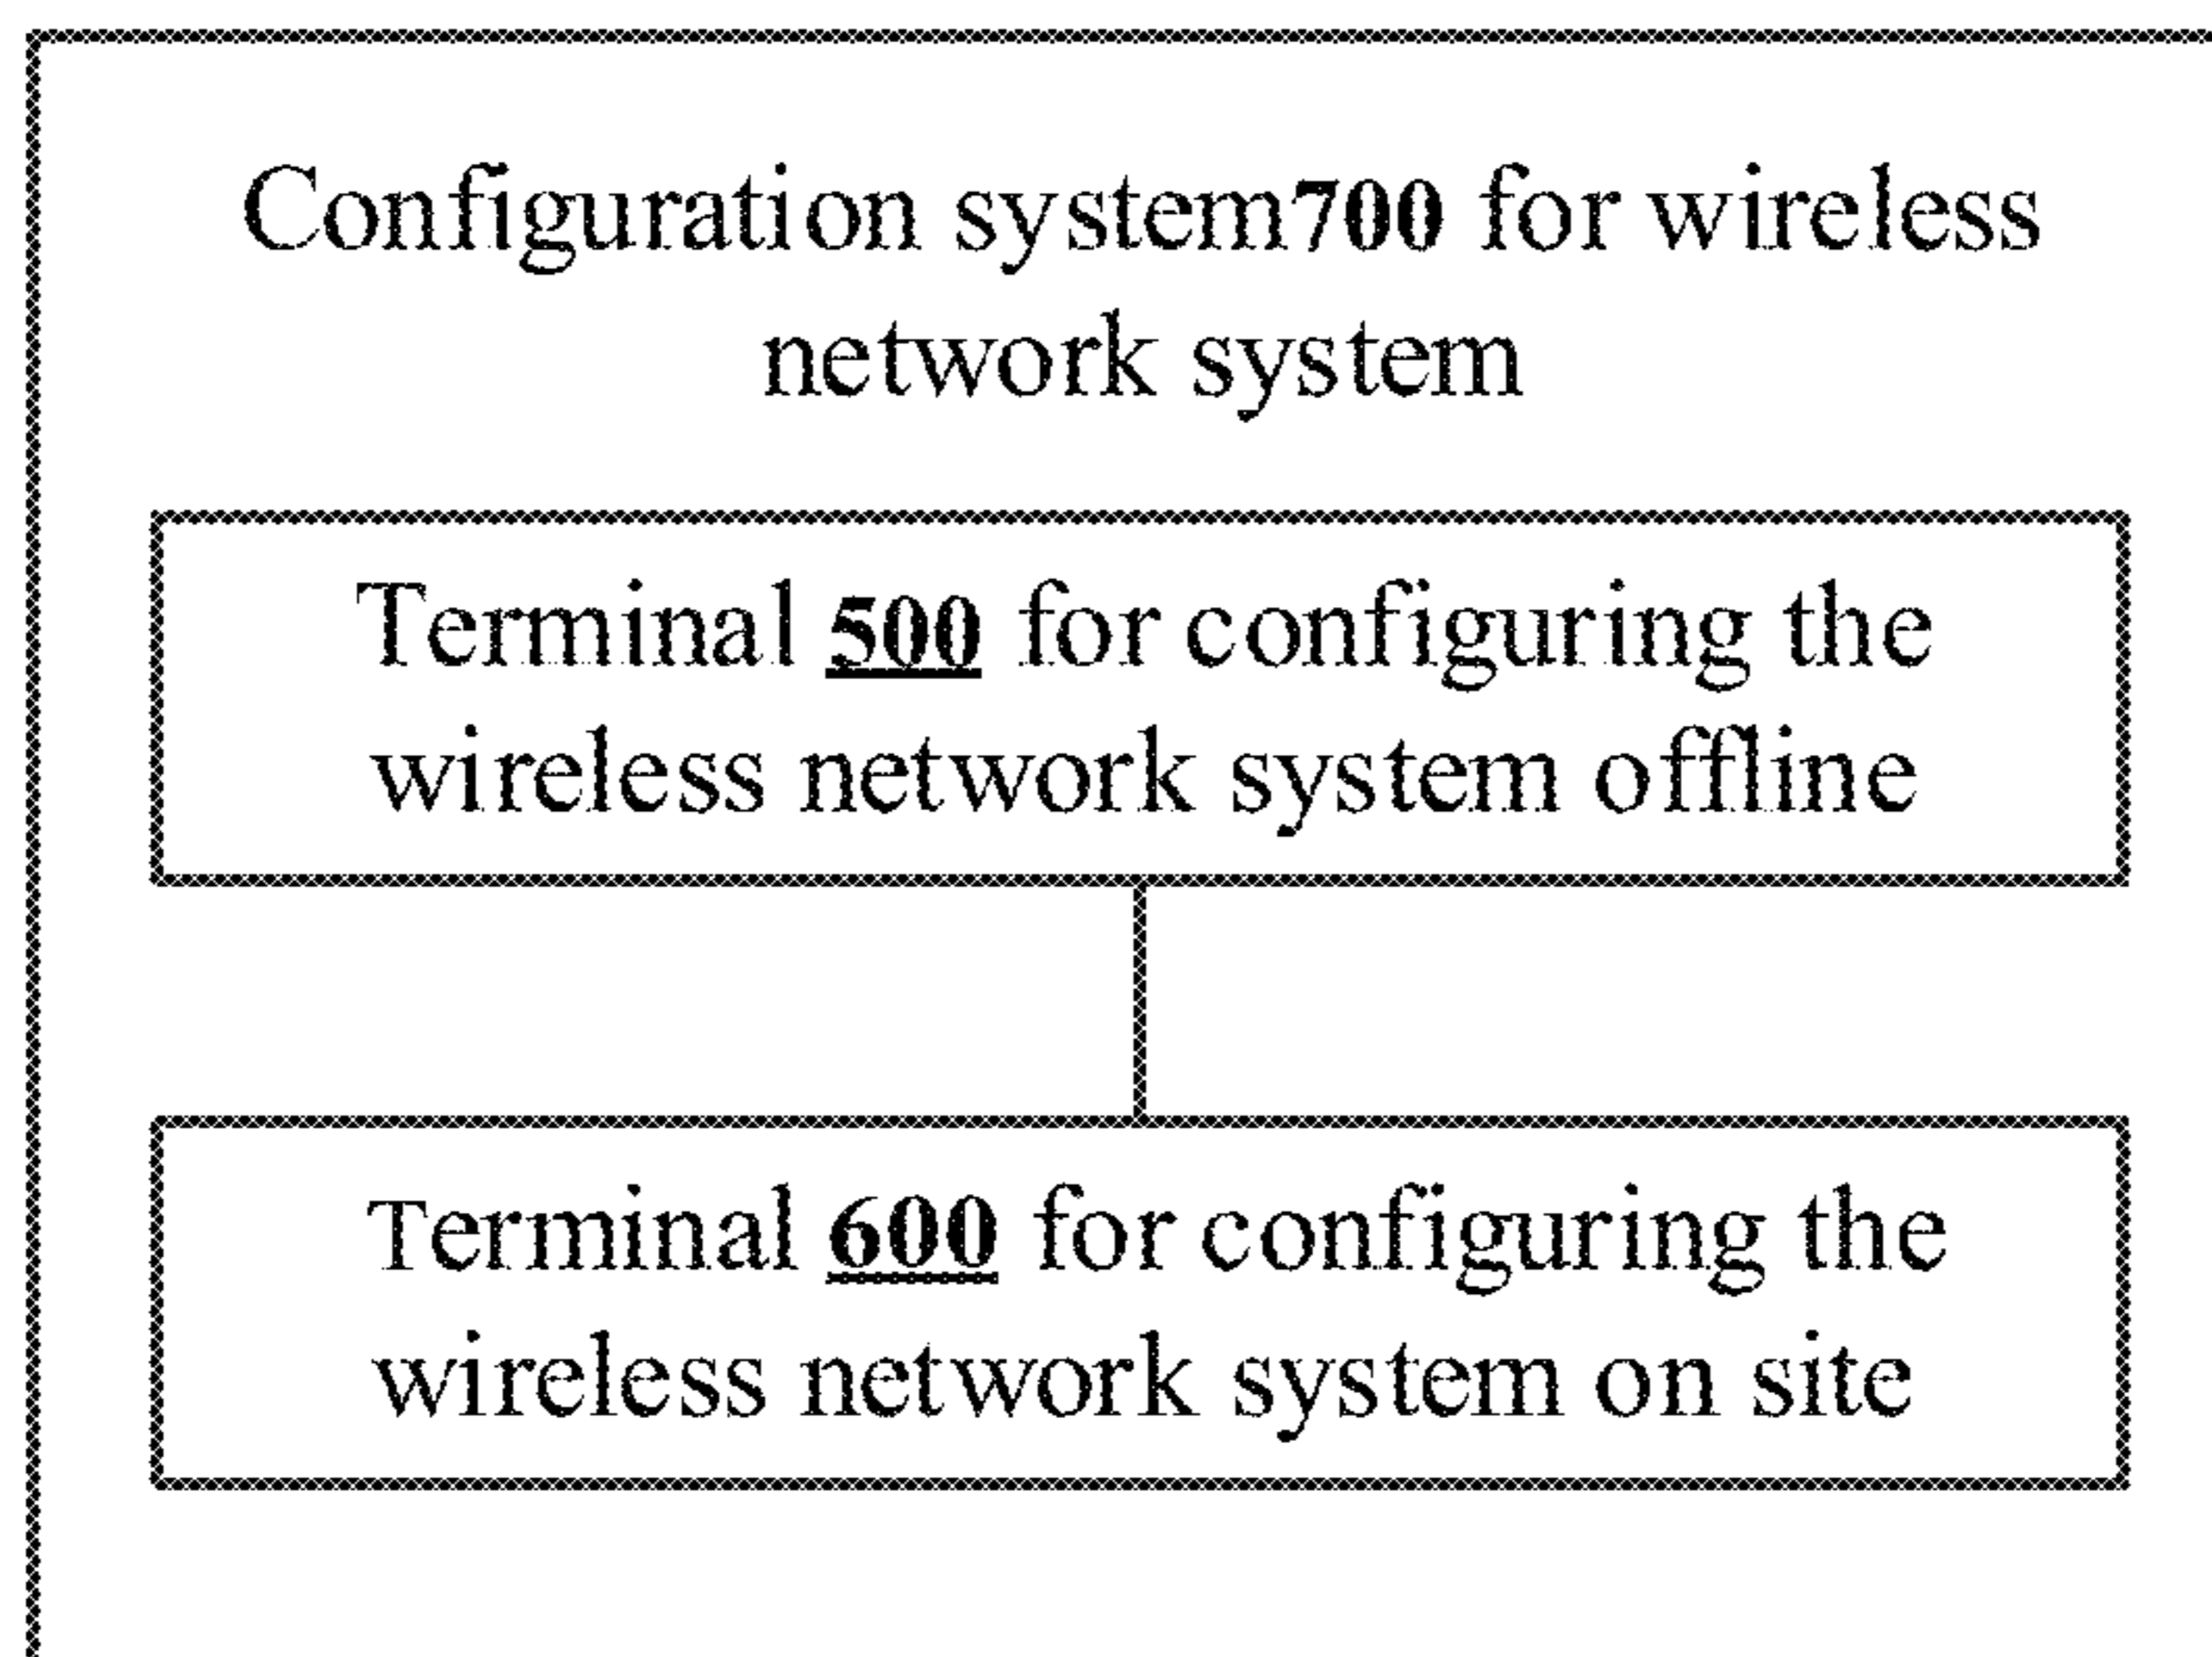 Configuration system700 for wireless
network system
Terminal 500 for configuring the
wireless network system offline
Terminal 600 for configuring the
wireless network system on site